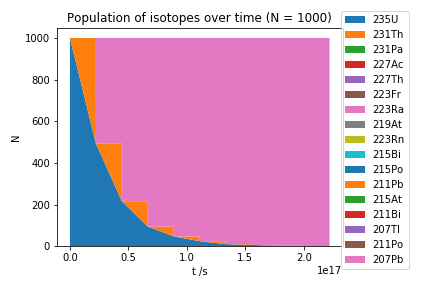 Population of isotopes over time (N = 1000)
N
1000
800
600
400
200
0
0.0 0.5 1.0 1.5 2.0
1e17
t /s
235U
231Th
231Pa
227Ac
227Th
223Fr
223Ra
219At
223Rn
215Bi
215Po
211Pb
215At
211Bi
207Tl
211Po
207Pb